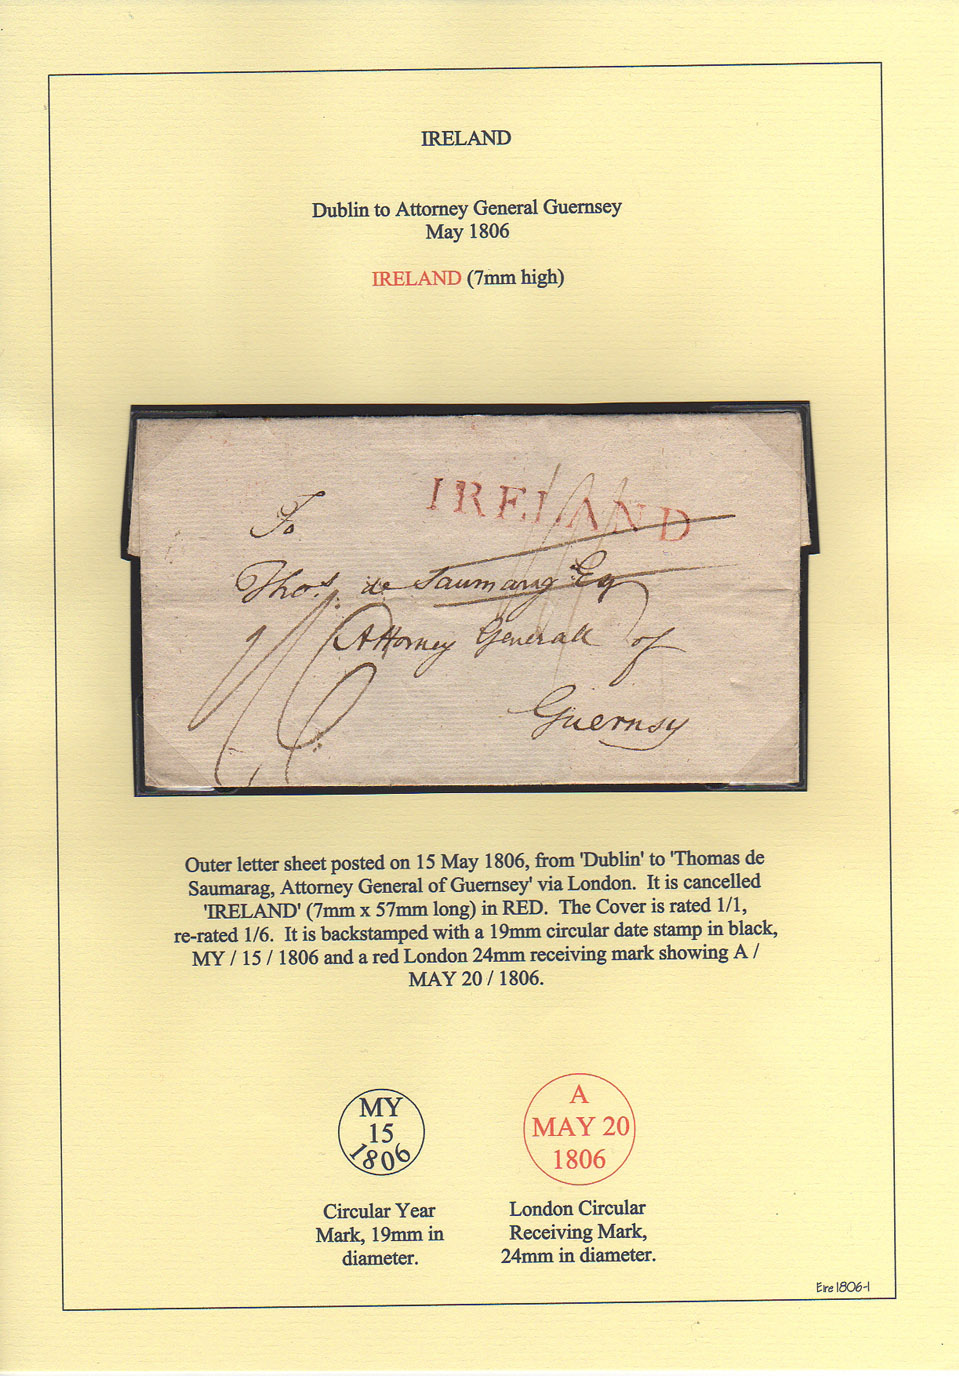 IRELAND
Dublin to Attorney General Guernsey
May 1806
IRELAND (7mm high)
IRELAND
To
Thos. de Saumarag Esq
Attorney Generall of
Guernsy
Outer letter sheet posted on 15 May 1806, from 'Dublin' to 'Thomas de
Saumarag, Attorney General of Guernsey' via London. It is cancelled
'IRELAND' (7mm x 57mm long) in RED. The Cover is rated 1/1,
re-rated 1/6. It is backstamped with a 19mm circular date stamp in black,
MY / 15 / 1806 and a red London 24mm receiving mark showing A /
MAY 20 / 1806.
MY
15
1806
A
MAY 20
1806
Circular Year
Mark, 19mm in
diameter.
London Circular
Receiving Mark,
24mm in diameter.
Eire 1806-1